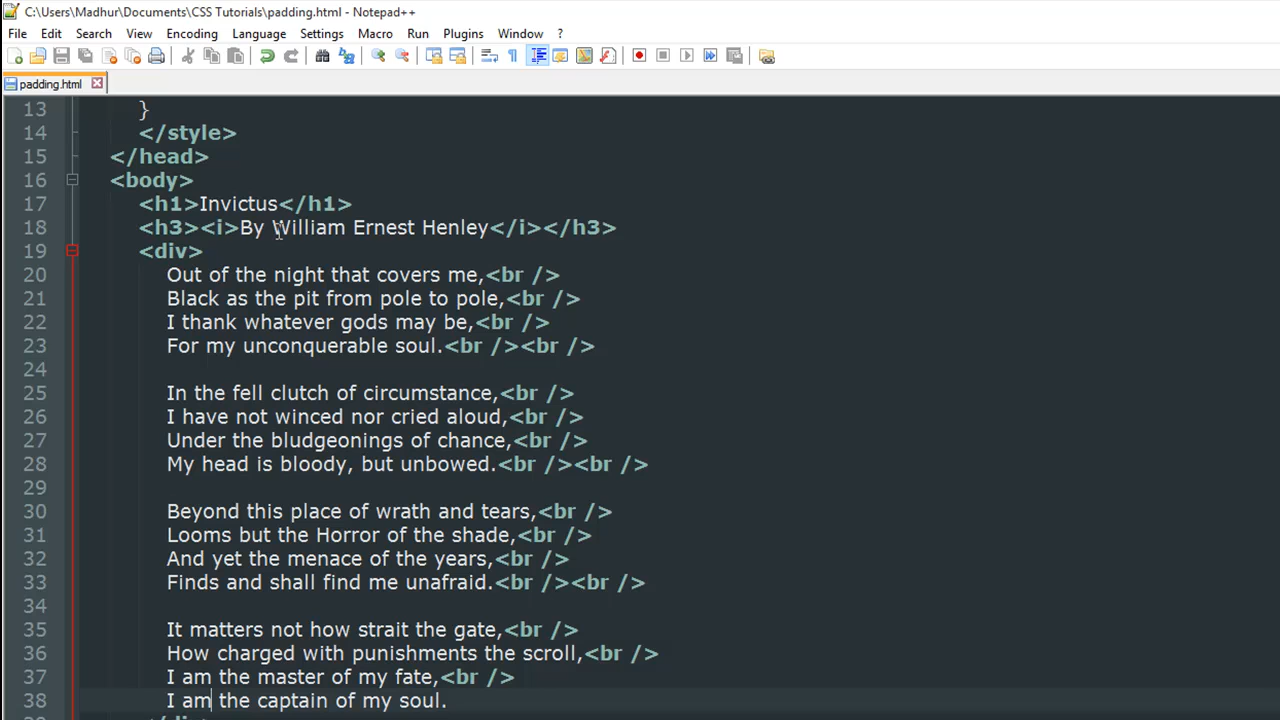 C:\Users\Madhur\Documents\CSS Tutorials\padding.html - Notepad++
File Edit Search View Encoding Language Settings Macro Run Plugins Window ?
padding.html
13 }
14 </style>
15 </head>
16 <body>
17 <h1>Invictus</h1>
18 <h3><i>By William Ernest Henley</i></h3>
19 <div>
20 Out of the night that covers me,<br />
21 Black as the pit from pole to pole,<br />
22 I thank whatever gods may be,<br />
23 For my unconquerable soul.<br /><br />
24
25 In the fell clutch of circumstance,<br />
26 I have not winced nor cried aloud,<br />
27 Under the bludgeonings of chance,<br />
28 My head is bloody, but unbowed.<br /><br />
29
30 Beyond this place of wrath and tears,<br />
31 Looms but the Horror of the shade,<br />
32 And yet the menace of the years,<br />
33 Finds and shall find me unafraid.<br /><br />
34
35 It matters not how strait the gate,<br />
36 How charged with punishments the scroll,<br />
37 I am the master of my fate,<br />
38 I am the captain of my soul.